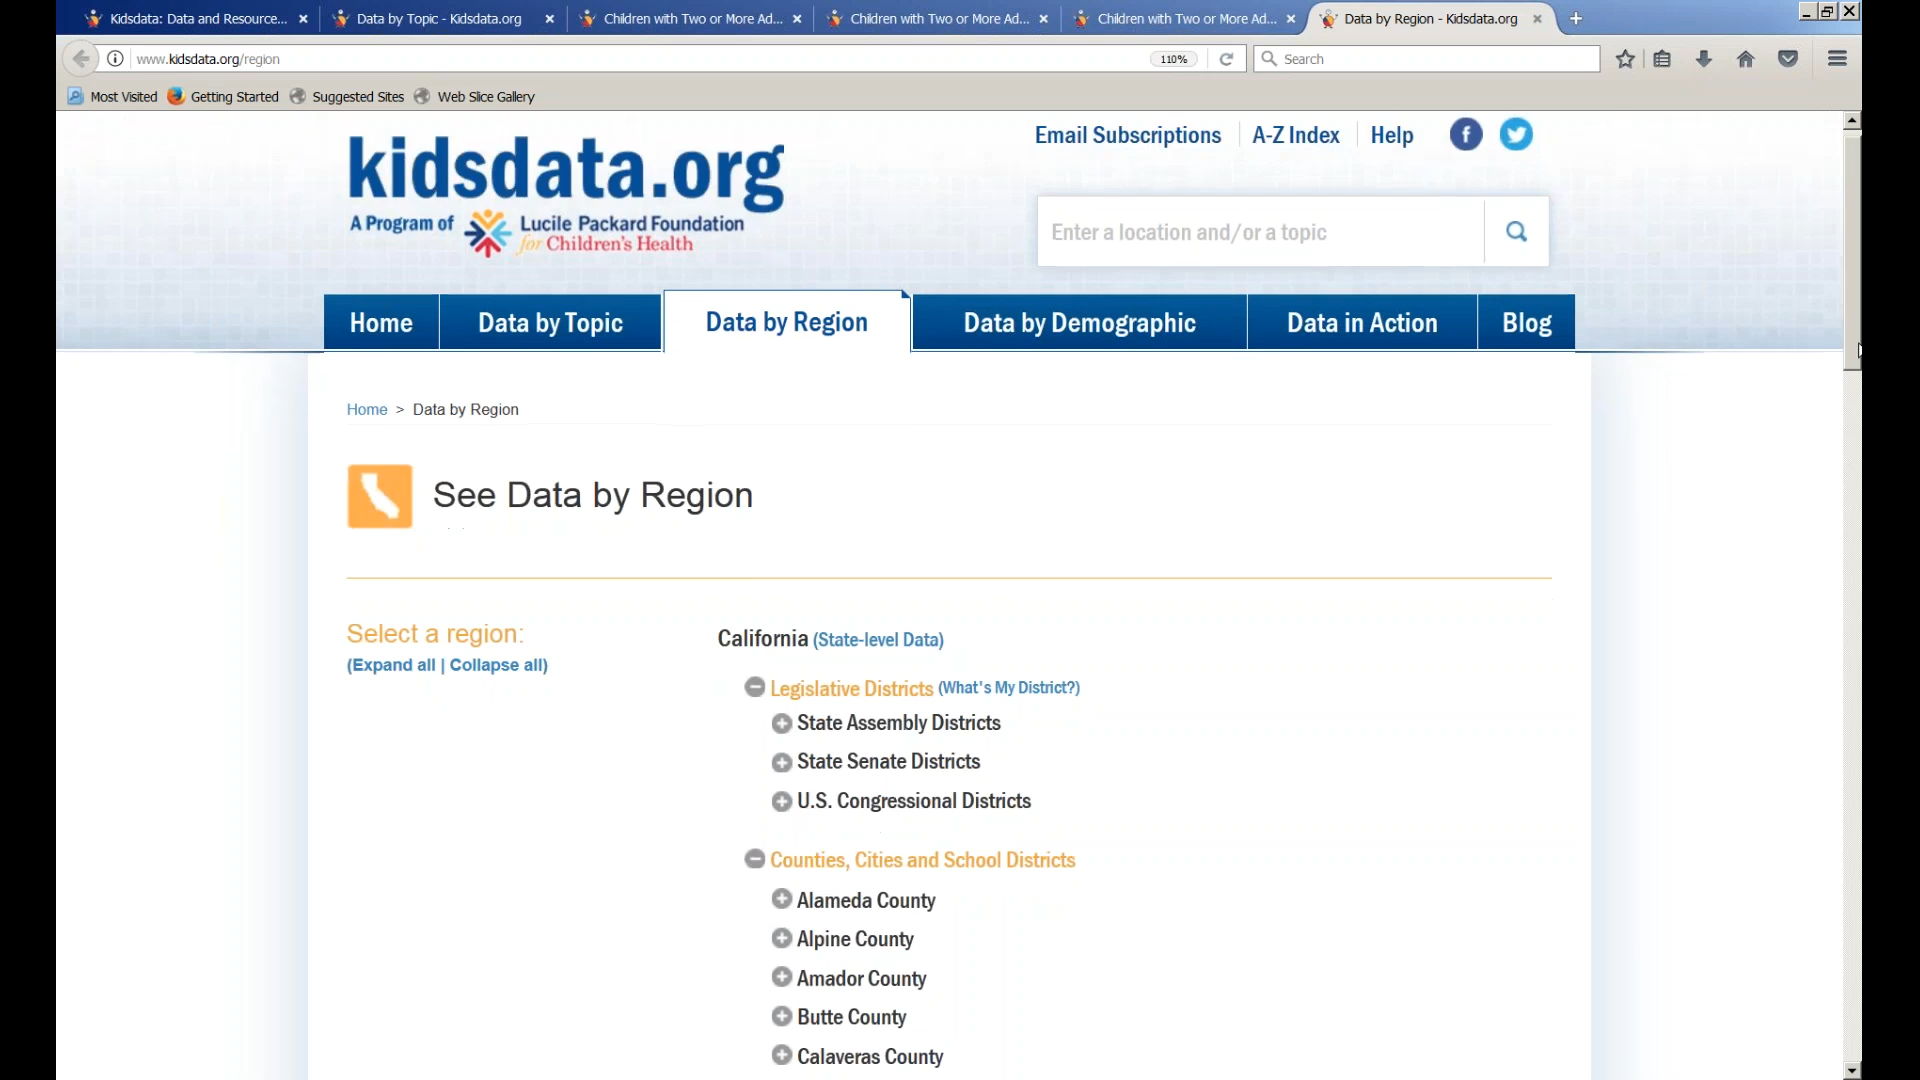 Kidsdata: Data and Resource...
Data by Topic - Kidsdata.org
Children with Two or More Ad...
Children with Two or More Ad...
Children with Two or More Ad...
Data by Region - Kidsdata.org
www.kidsdata.org/region
110%
Search
Most Visited
Getting Started
Suggested Sites
Web Slice Gallery
kidsdata.org
A Program of Lucile Packard Foundation
for Children's Health
Email Subscriptions
A-Z Index
Help
Enter a location and/or a topic
Home
Data by Topic
Data by Region
Data by Demographic
Data in Action
Blog
Home > Data by Region
See Data by Region
Select a region:
(Expand all | Collapse all)
California (State-level Data)
Legislative Districts (What's My District?)
State Assembly Districts
State Senate Districts
U.S. Congressional Districts
Counties, Cities and School Districts
Alameda County
Alpine County
Amador County
Butte County
Calaveras County